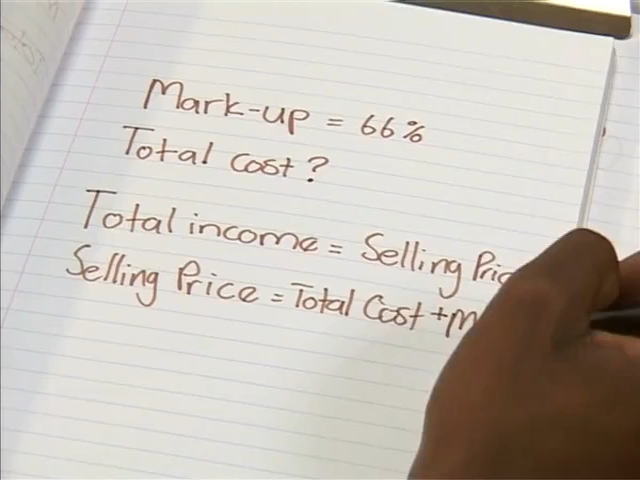 Mark-up = 66%
Total cost?
Total income = Selling Pric
Selling Price = Total Cost + m